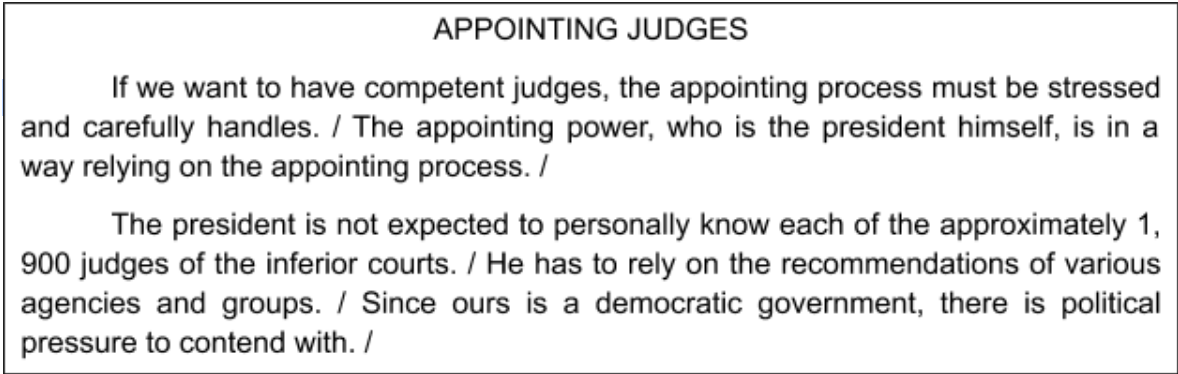 APPOINTING JUDGES
If we want to have competent judges, the appointing process must be stressed
and carefully handles. / The appointing power, who is the president himself, is in a
way relying on the appointing process. /
The president is not expected to personally know each of the approximately 1,
900 judges of the inferior courts. / He has to rely on the recommendations of various
agencies and groups. / Since ours is a democratic government, there is political
pressure to contend with. /